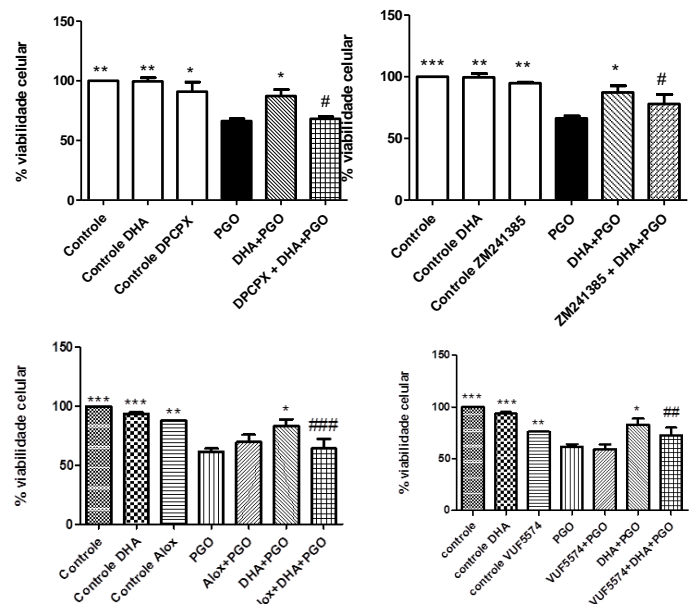 % viabilidade celular
150
100
50
0
**
**
*
*
#
Controle
Controle DHA
Controle DPCPX
PGO
DHA+PGO
DPCPX + DHA+PGO
% viabilidade celular
150
100
50
0
***
**
**
*
#
Controle
Controle DHA
Controle ZM241385
PGO
DHA+PGO
ZM241385 + DHA+PGO
% viabilidade celular
150
100
50
0
***
***
**
*
###
Controle
Controle DHA
Controle Alox
PGO
Alox+PGO
DHA+PGO
lox+DHA+PGO
% viabilidade celular
150
100
50
0
***
***
**
*
##
controle
controle DHA
controle VUF5574
PGO
VUF5574+PGO
DHA+PGO
VUF5574+DHA+PGO